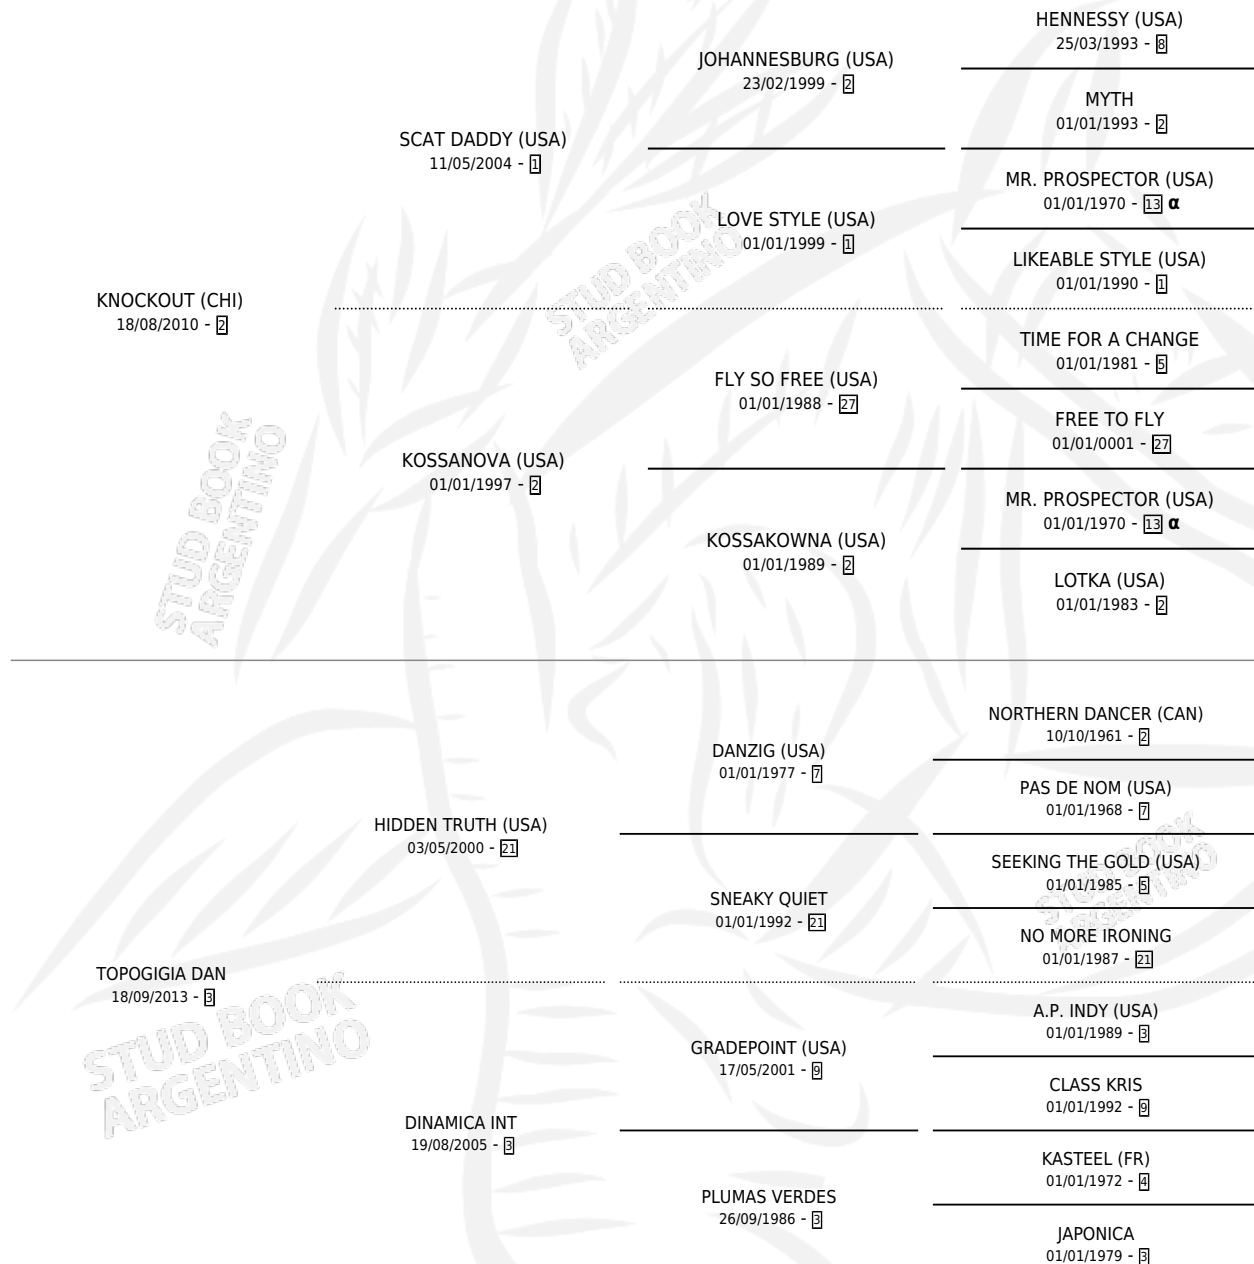 HENNESSY (USA)
25/03/1993 - 8
JOHANNESBURG (USA)
23/02/1999 - 2
MYTH
01/01/1993 - 2
SCAT DADDY (USA)
11/05/2004 - 1
MR. PROSPECTOR (USA)
01/01/1970 - 13 α
LOVE STYLE (USA)
01/01/1999 - 1
LIKEABLE STYLE (USA)
01/01/1990 - 1
KNOCKOUT (CHI)
18/08/2010 - 2
TIME FOR A CHANGE
01/01/1981 - 5
FLY SO FREE (USA)
01/01/1988 - 27
FREE TO FLY
01/01/0001 - 27
KOSSANOVA (USA)
01/01/1997 - 2
MR. PROSPECTOR (USA)
01/01/1970 - 13 α
KOSSAKOWNA (USA)
01/01/1989 - 2
LOTKA (USA)
01/01/1983 - 2
NORTHERN DANCER (CAN)
10/10/1961 - 2
DANZIG (USA)
01/01/1977 - 7
PAS DE NOM (USA)
01/01/1968 - 7
HIDDEN TRUTH (USA)
03/05/2000 - 21
SEEKING THE GOLD (USA)
01/01/1985 - 5
SNEAKY QUIET
01/01/1992 - 21
NO MORE IRONING
01/01/1987 - 21
TOPOGIGIA DAN
18/09/2013 - 3
A.P. INDY (USA)
01/01/1989 - 3
GRADEPOINT (USA)
17/05/2001 - 9
CLASS KRIS
01/01/1992 - 9
DINAMICA INT
19/08/2005 - 3
KASTEEL (FR)
01/01/1972 - 4
PLUMAS VERDES
26/09/1986 - 3
JAPONICA
01/01/1979 - 3
STUD BOOK
ARGENTINO
STUD BOOK
ARGENTINO
STUD BOOK
ARGENTINO
STUD BOOK
ARGENTINO